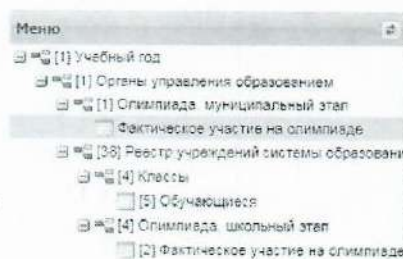 Меню
[1] Учебный год
[1] Органы управления образованием
[1] Олимпиада. муниципальный этап
Фактическое участие на олимпиаде
[38] Реестр учреждений системы образовани
[4] Классы
[5] Обучающиеся
[4] Олимпиада. школьный этап
[2] Фактическое участие на олимпиаде